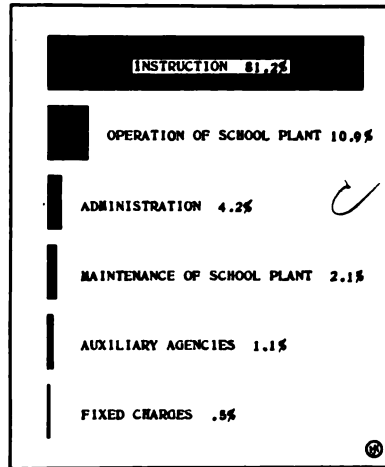 INSTRUCTION 81.2%
OPERATION OF SCHOOL PLANT 10.9%
ADMINISTRATION 4.2%
MAINTENANCE OF SCHOOL PLANT 2.1%
AUXILIARY AGENCIES 1.1%
FIXED CHARGES .5%